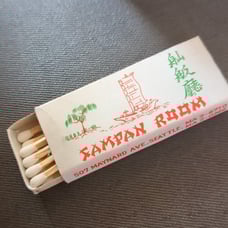 舢舨廳
SAMPAN ROOM
507 MAYNARD AVE. SEATTLE